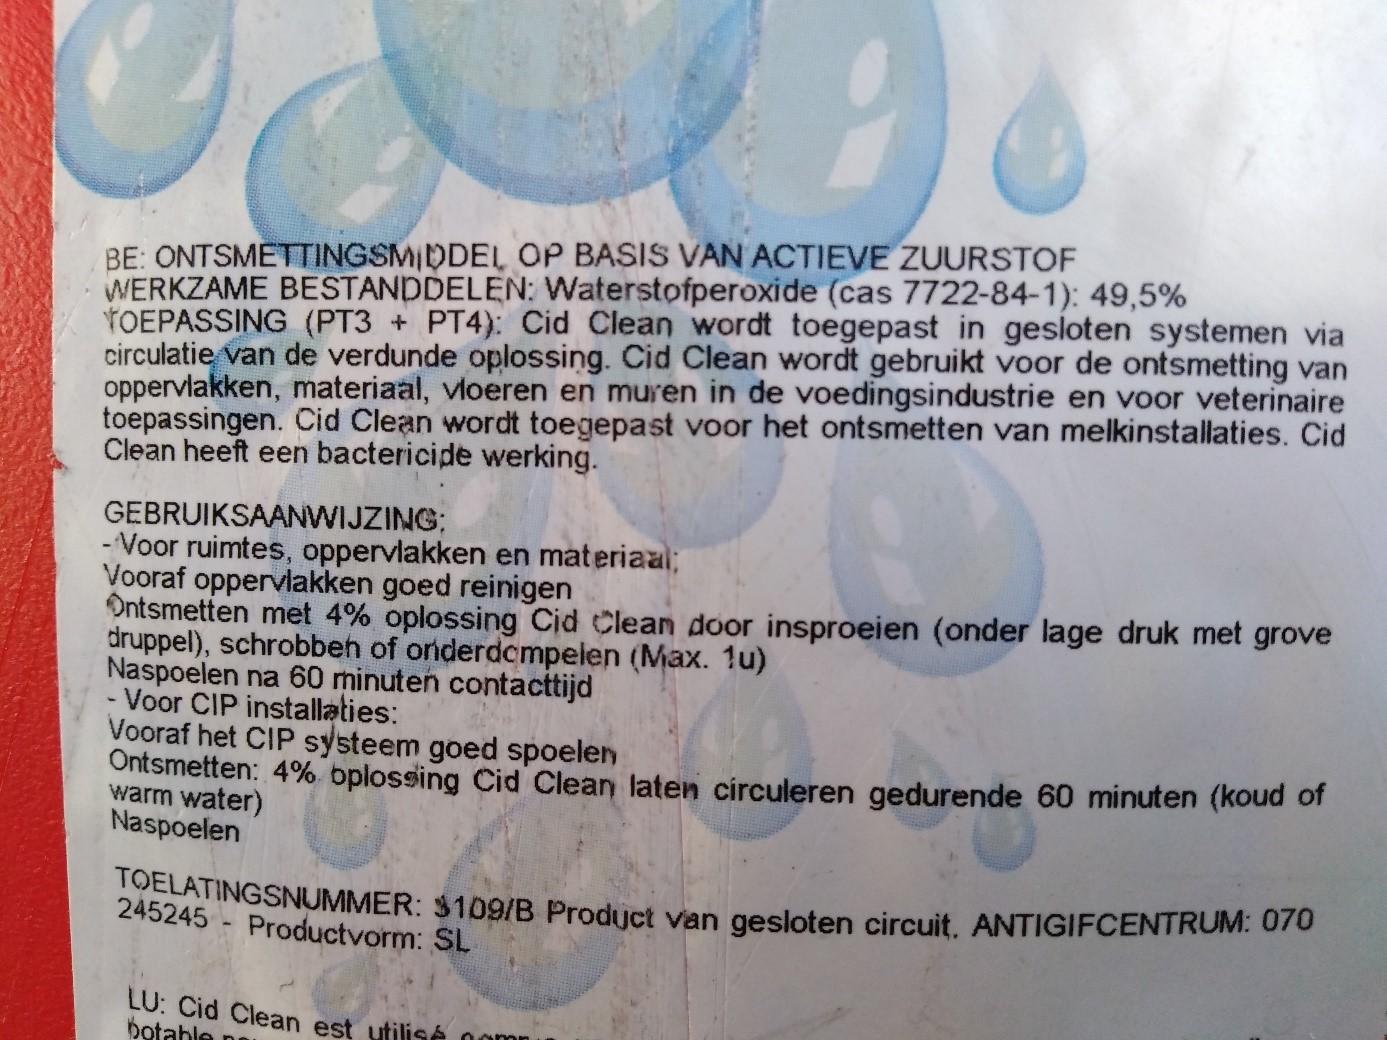 BE: ONTSMETTINGSMIDDEL OP BASIS VAN ACTIEVE ZUURSTOF
WERKZAME BESTANDDELEN: Waterstofperoxide (cas 7722-84-1): 49,5%
TOEPASSING (PT3 + PT4): Cid Clean wordt toegepast in gesloten systemen via
circulatie van de verdunde oplossing. Cid Clean wordt gebruikt voor de ontsmetting van
oppervlakken, materiaal, vloeren en muren in de voedingsindustrie en voor veterinaire
toepassingen. Cid Clean wordt toegepast voor het ontsmetten van melkinstallaties. Cid
Clean heeft een bactericide werking.
GEBRUIKSAANWIJZING:
- Voor ruimtes, oppervlakken en materiaal:
Vooraf oppervlakken goed reinigen
Ontsmetten met 4% oplossing Cid Clean door insproeien (onder lage druk met grove
druppel), schrobben of onderdompelen (Max. 1u)
Naspoelen na 60 minuten contacttijd
- Voor CIP installaties:
Vooraf het CIP systeem goed spoelen
Ontsmetten: 4% oplossing Cid Clean laten circuleren gedurende 60 minuten (koud of
warm water)
Naspoelen
TOELATINGSNUMMER: 3109/B Product van gesloten circuit. ANTIGIFCENTRUM: 070
245245 - Productvorm: SL
LU: Cid Clean est utilisé
potable